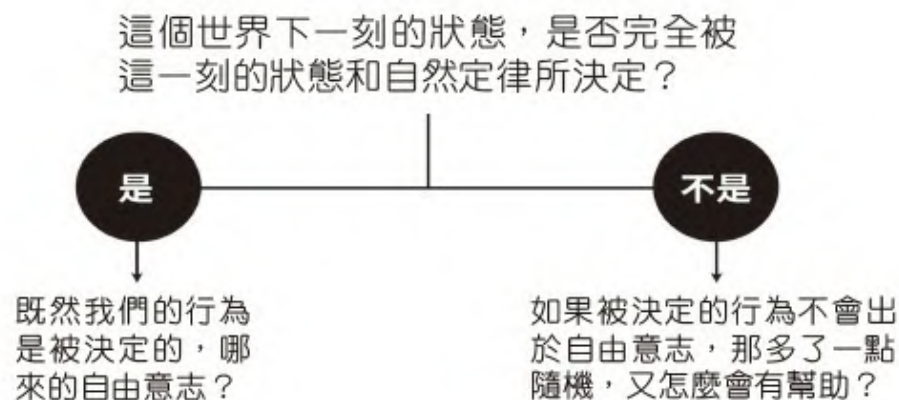 這個世界下一刻的狀態，是否完全被
這一刻的狀態和自然定律所決定？
是
不是
既然我們的行為
是被決定的，哪
來的自由意志？
如果被決定的行為不會出
於自由意志，那多了一點
隨機，又怎麼會有幫助？